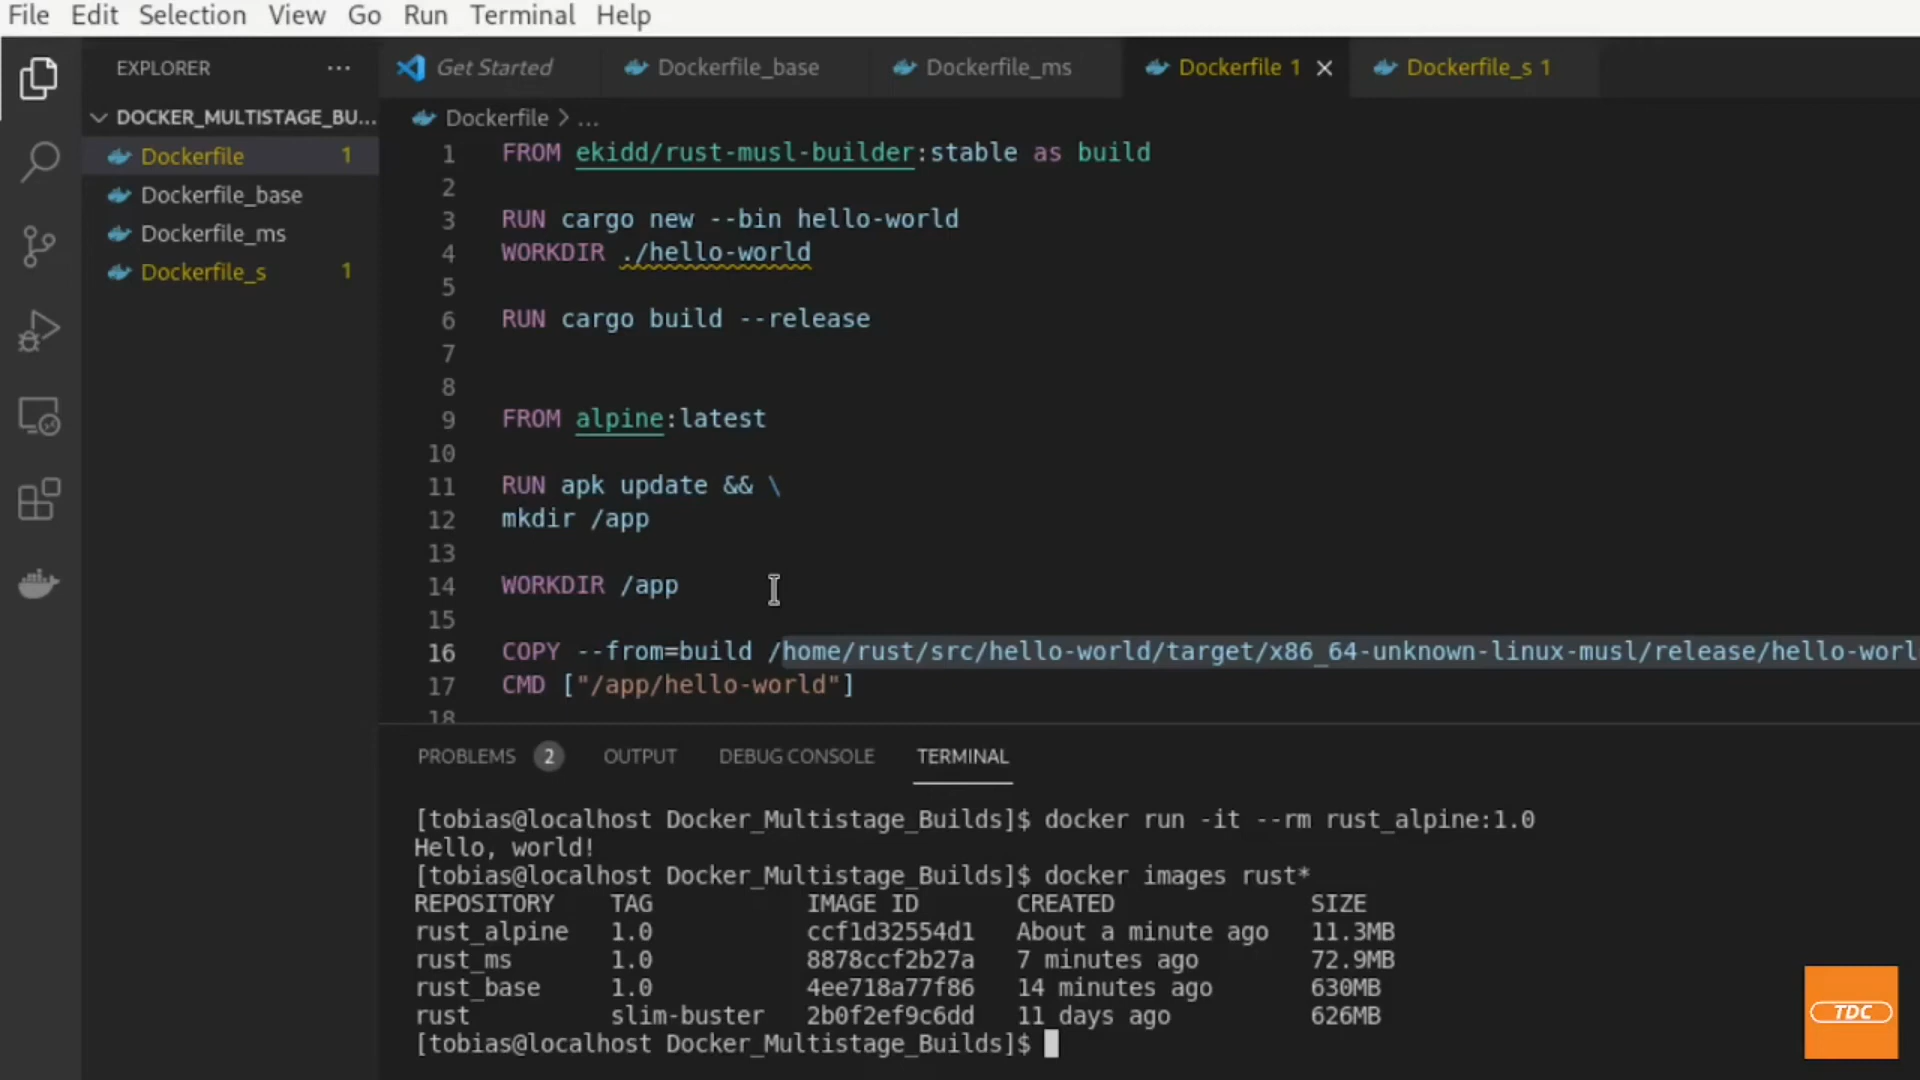 File Edit Selection View Go Run Terminal Help
EXPLORER ...
Get Started
Dockerfile_base
Dockerfile_ms
Dockerfile 1
Dockerfile_s 1
DOCKER_MULTISTAGE_BU...
Dockerfile 1
Dockerfile_base
Dockerfile_ms
Dockerfile_s 1
Dockerfile > ...
1 FROM ekidd/rust-musl-builder:stable as build
2
3 RUN cargo new --bin hello-world
4 WORKDIR ./hello-world
5
6 RUN cargo build --release
7
8
9 FROM alpine:latest
10
11 RUN apk update && \
12 mkdir /app
13
14 WORKDIR /app
15
16 COPY --from=build /home/rust/src/hello-world/target/x86_64-unknown-linux-musl/release/hello-worl
17 CMD ["/app/hello-world"]
18
PROBLEMS 2 OUTPUT DEBUG CONSOLE TERMINAL
[tobias@localhost Docker_Multistage_Builds]$ docker run -it --rm rust_alpine:1.0
Hello, world!
[tobias@localhost Docker_Multistage_Builds]$ docker images rust*
REPOSITORY TAG IMAGE ID CREATED SIZE
rust_alpine 1.0 ccf1d32554d1 About a minute ago 11.3MB
rust_ms 1.0 8878ccf2b27a 7 minutes ago 72.9MB
rust_base 1.0 4ee718a77f86 14 minutes ago 630MB
rust slim-buster 2b0f2ef9c6dd 11 days ago 626MB
[tobias@localhost Docker_Multistage_Builds]$
TDC